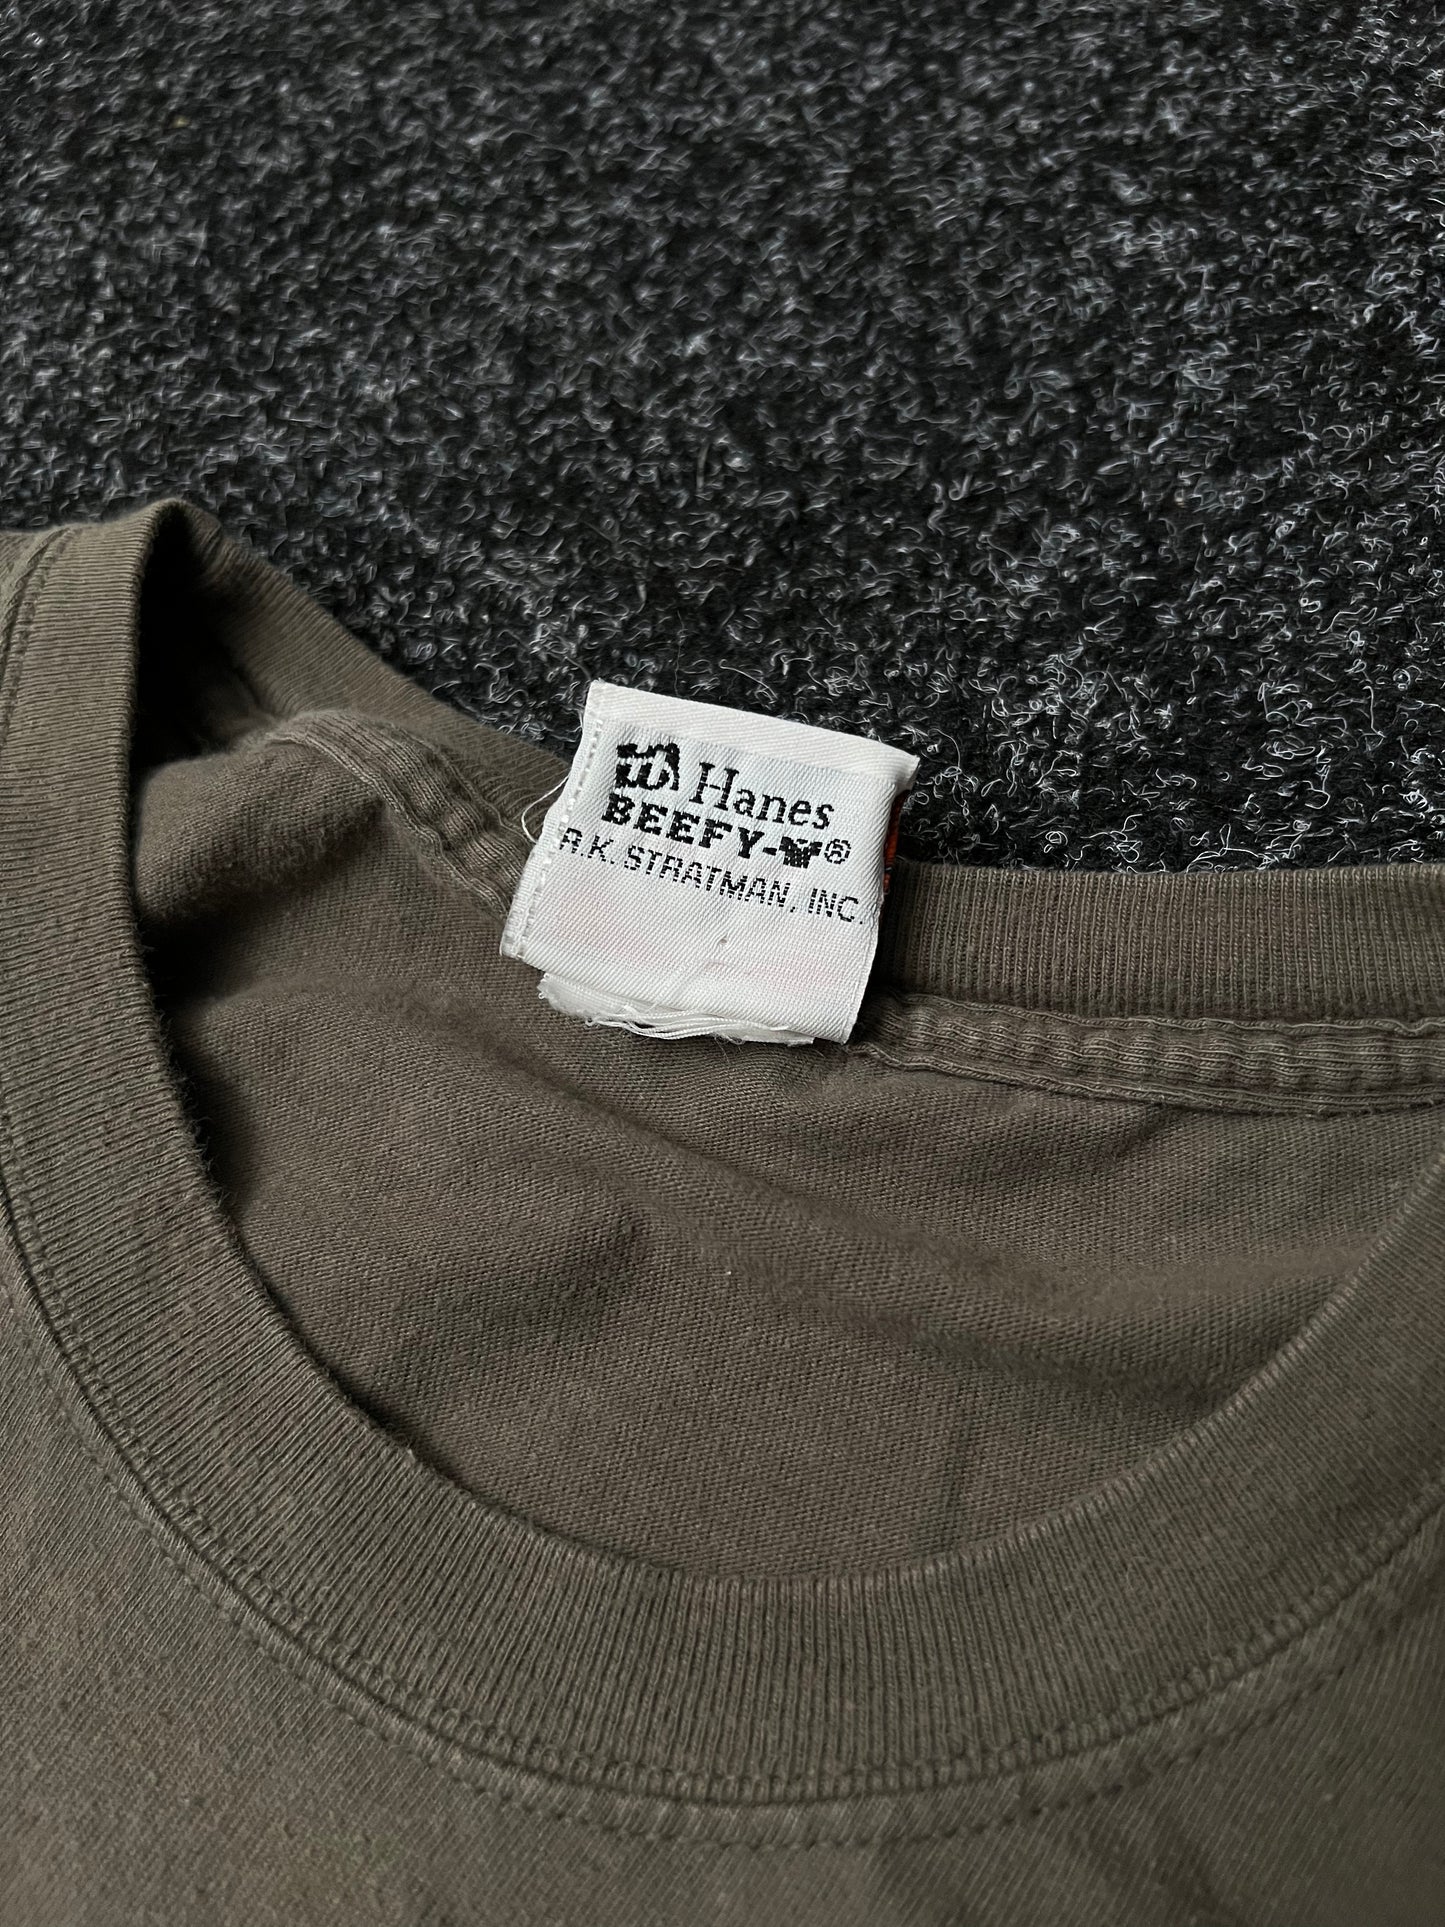 Hanes
BEEFY-T®
R.K. STRATMAN, INC.